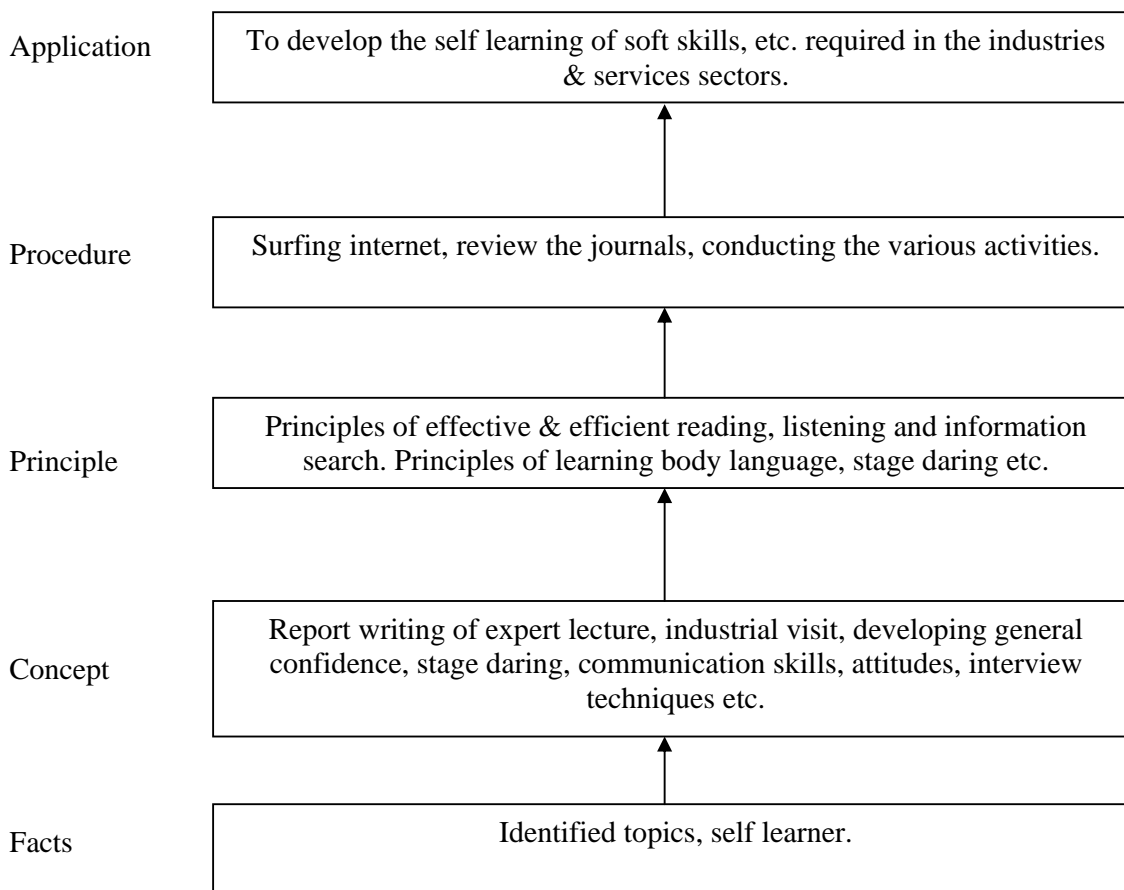 Application
To develop the self learning of soft skills, etc. required in the industries
& services sectors.
Procedure
Surfing internet, review the journals, conducting the various activities.
Principle
Principles of effective & efficient reading, listening and information
search. Principles of learning body language, stage daring etc.
Concept
Report writing of expert lecture, industrial visit, developing general
confidence, stage daring, communication skills, attitudes, interview
techniques etc.
Facts
Identified topics, self learner.